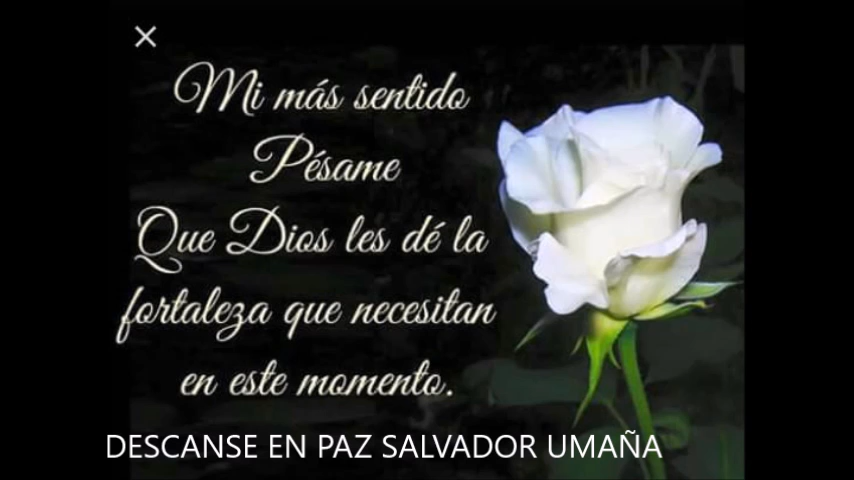 Mi más sentido
Pésame
Que Dios les dé la
fortaleza que necesitan
en este momento.
DESCANSE EN PAZ SALVADOR UMAÑA